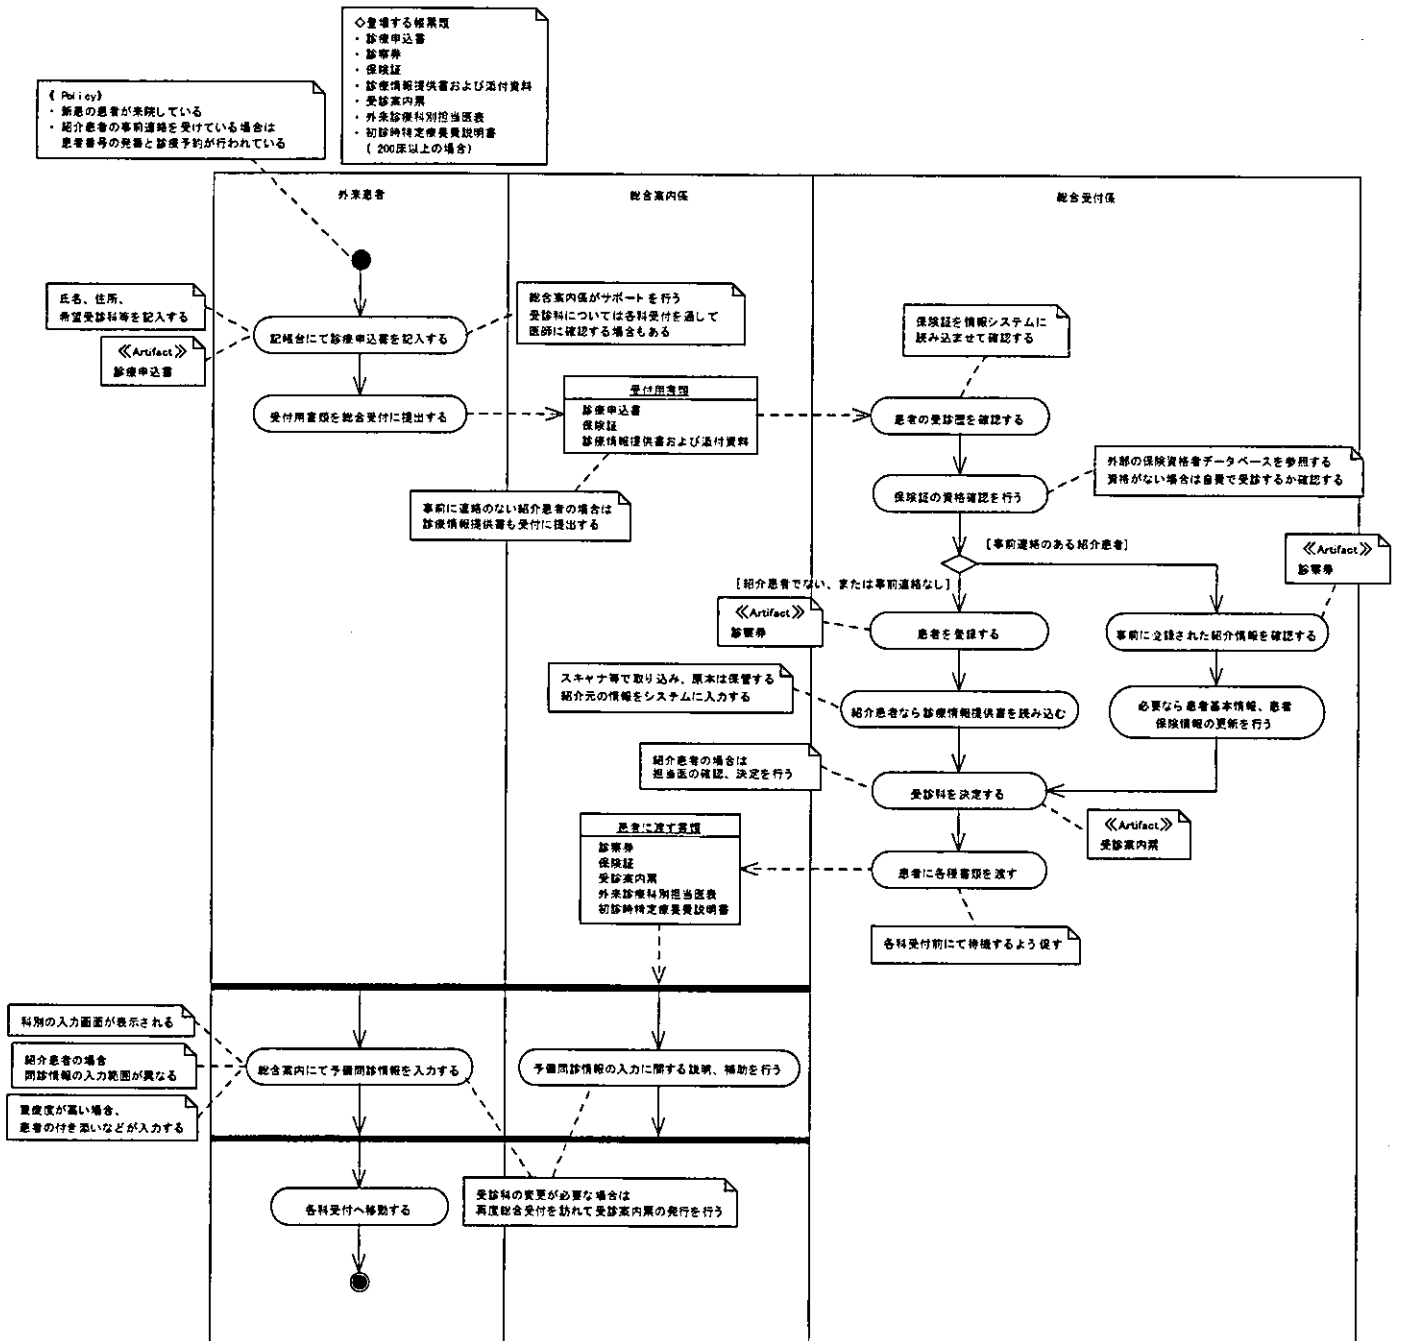 ◇登場する帳票類
・ 診療申込書
・ 診察券
・ 保険証
・ 診療情報提供書および添付資料
・ 受診案内票
・ 外来診療科別担当医表
・ 初診時特定療養費説明書
( 200床以上の場合)
《 Policy》
・ 新患の患者が来院している
・ 紹介患者の事前連絡を受けている場合は
患者番号の発番と診療予約が行われている
外来患者
総合案内係
総合受付係
氏名、住所、
希望受診科等を記入する
≪Artifact≫
診療申込書
記帳台にて診療申込書を記入する
総合案内係がサポートを行う
受診科については各科受付を通して
医師に確認する場合もある
保険証を情報システムに
読み込ませて確認する
受付用書類を総合受付に提出する
受付用書類
診療申込書
保険証
診療情報提供書および添付資料
患者の受診歴を確認する
事前に連絡のない紹介患者の場合は
診療情報提供書も受付に提出する
保険証の資格確認を行う
外部の保険資格者データベースを参照する
資格がない場合は自費で受診するか確認する
[事前連絡のある紹介患者]
≪Artifact≫
診察券
[紹介患者でない、または事前連絡なし]
≪Artifact≫
診察券
患者を登録する
事前に登録された紹介情報を確認する
スキャナ等で取り込み、原本は保管する
紹介元の情報をシステムに入力する
紹介患者なら診療情報提供書を読み込む
必要なら患者基本情報、患者
保険情報の更新を行う
紹介患者の場合は
担当医の確認、決定を行う
受診科を決定する
≪Artifact≫
受診案内票
患者に渡す書類
診察券
保険証
受診案内票
外来診療科別担当医表
初診時特定療養費説明書
患者に各種書類を渡す
各科受付前にて待機するよう促す
科別の入力画面が表示される
紹介患者の場合
問診情報の入力範囲が異なる
重症度が高い場合、
患者の付き添いなどが入力する
総合案内にて予備問診情報を入力する
予備問診情報の入力に関する説明、補助を行う
各科受付へ移動する
受診科の変更が必要な場合は
再度総合受付を訪れて受診案内票の発行を行う